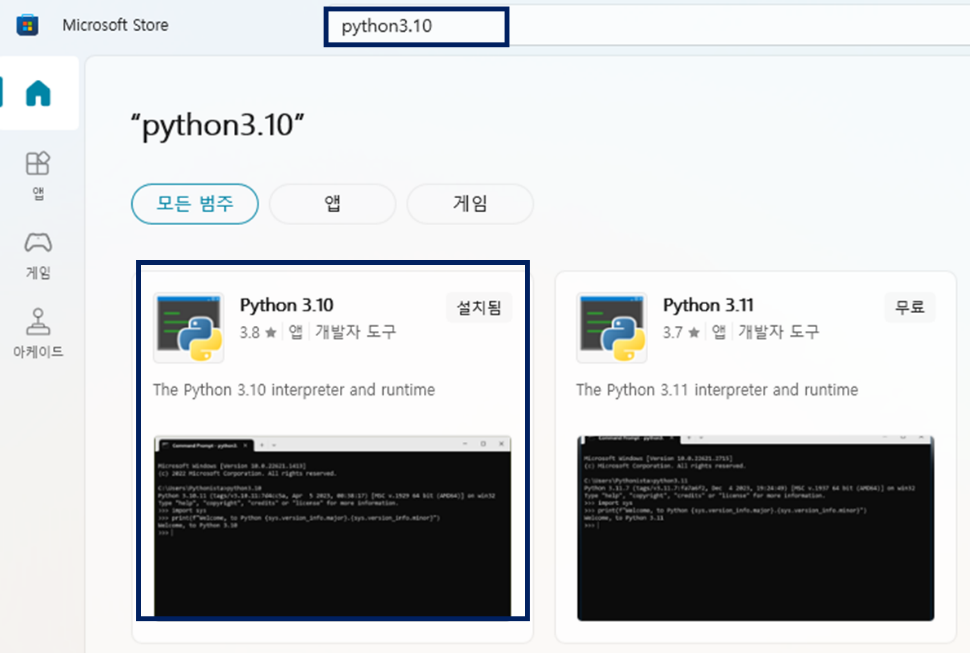 Microsoft Store
python3.10
“python3.10”
모든 범주
앱
게임
앱
게임
아케이드
Python 3.10
설치됨
3.8 ★ 앱 개발자 도구
The Python 3.10 interpreter and runtime
Command Prompt - python3.
Microsoft Windows [Version 10.0.22621.1413]
(c) 2022 Microsoft Corporation. All rights reserved.
C:\Users\Pythonista>python3.10
Python 3.10.11 (tags/v3.10.11:7d4cc5a, Apr 5 2023, 00:38:17) [MSC v.1929 64 bit (AMD64)] on win32
Type "help", "copyright", "credits" or "license" for more information.
>>> import sys
>>> print(f"Welcome, to Python {sys.version_info.major}.{sys.version_info.minor}")
Welcome, to Python 3.10
>>>
Python 3.11
무료
3.7 ★ 앱 개발자 도구
The Python 3.11 interpreter and runtime
Command Prompt - python3.
Microsoft Windows [Version 10.0.22621.2715]
(c) Microsoft Corporation. All rights reserved.
C:\Users\Pythonista>python3.11
Python 3.11.7 (tags/v3.11.7:fa7a6f2, Dec 4 2023, 19:24:49) [MSC v.1937 64 bit (AMD64)] on win32
Type "help", "copyright", "credits" or "license" for more information.
>>> import sys
>>> print(f"Welcome, to Python {sys.version_info.major}.{sys.version_info.minor}")
Welcome, to Python 3.11
>>>